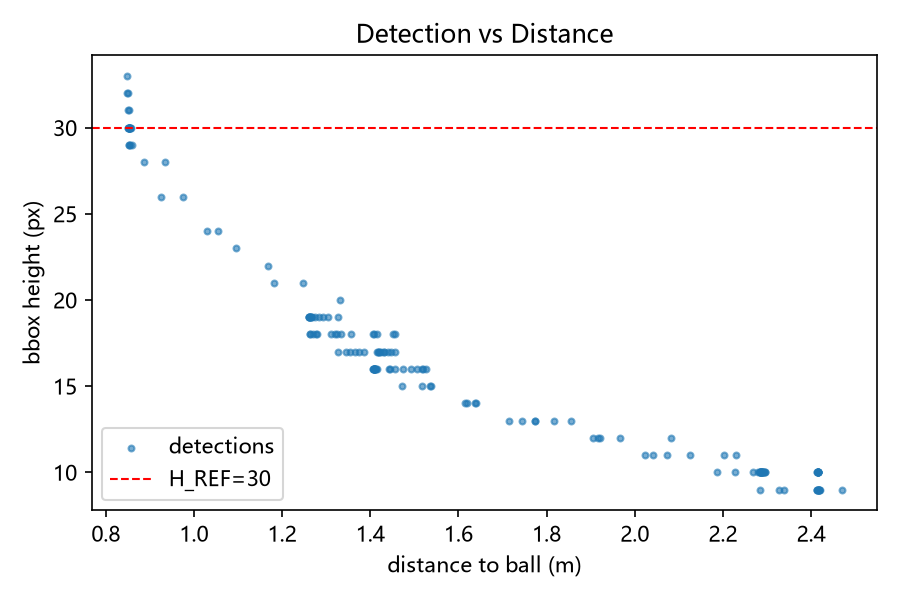 Detection vs Distance
bbox height (px)
30
25
20
15
10
detections
H_REF=30
0.8 1.0 1.2 1.4 1.6 1.8 2.0 2.2 2.4
distance to ball (m)